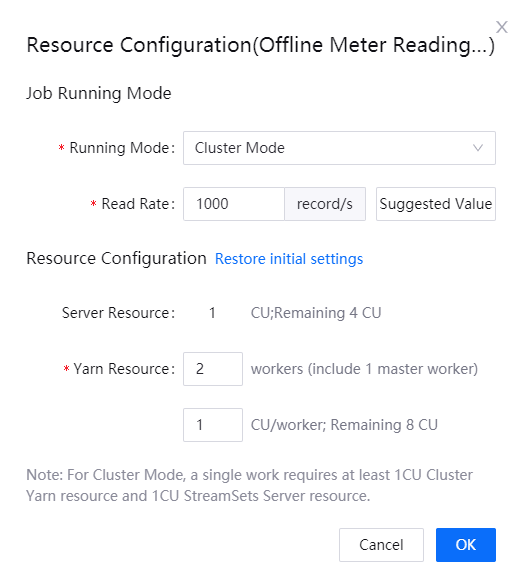 X
Resource Configuration(Offline Meter Reading...)
Job Running Mode
* Running Mode: Cluster Mode
* Read Rate: 1000 record/s Suggested Value
Resource Configuration Restore initial settings
Server Resource: 1 CU;Remaining 4 CU
* Yarn Resource: 2 workers (include 1 master worker)
1 CU/worker; Remaining 8 CU
Note: For Cluster Mode, a single work requires at least 1CU Cluster
Yarn resource and 1CU StreamSets Server resource.
Cancel OK